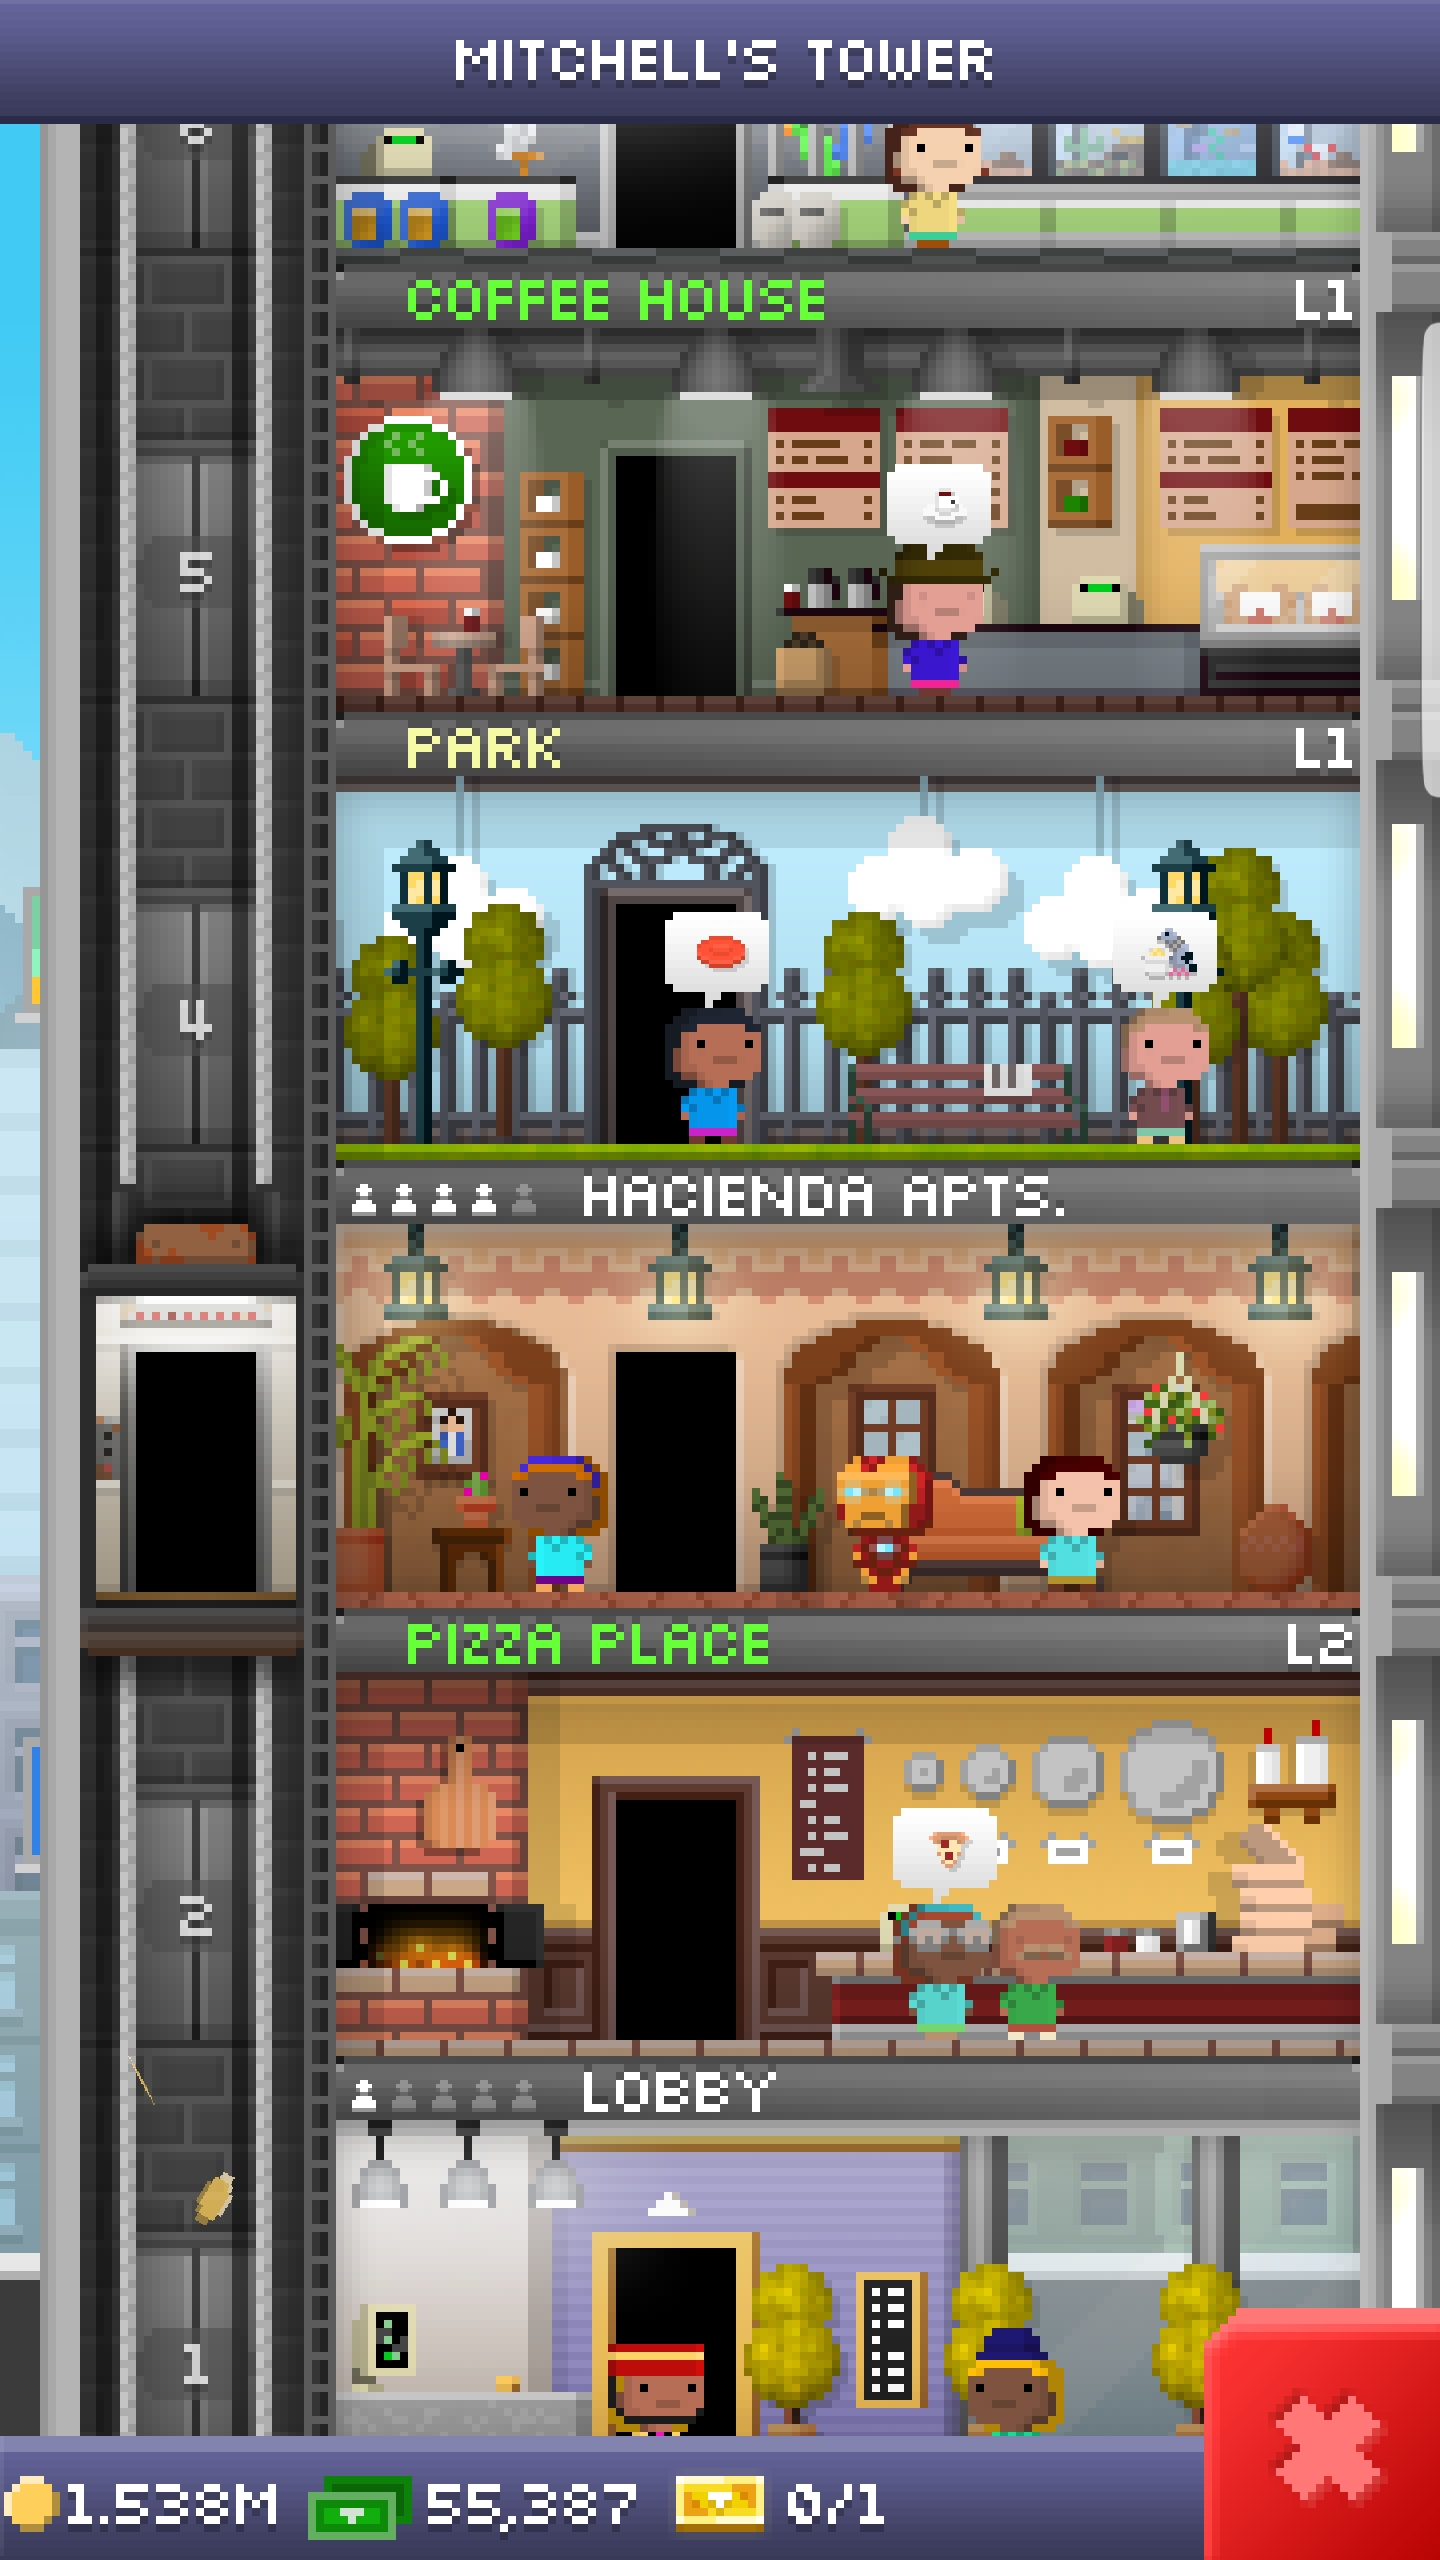 MITCHELL'S TOWER
COFFEE HOUSE L1
5
PARK L1
4
HACIENDA APTS.
PIZZA PLACE L2
2
LOBBY
1
1.538M 55,387 0/1